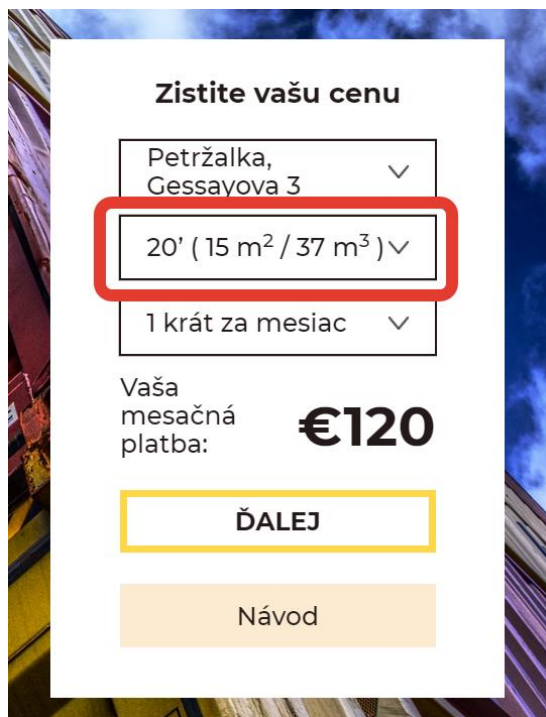 Zistite vašu cenu
Petržalka,
Gessayova 3
20’ ( 15 m² / 37 m³ )
1 krát za mesiac
Vaša
mesačná
platba:
€120
ĎALEJ
Návod